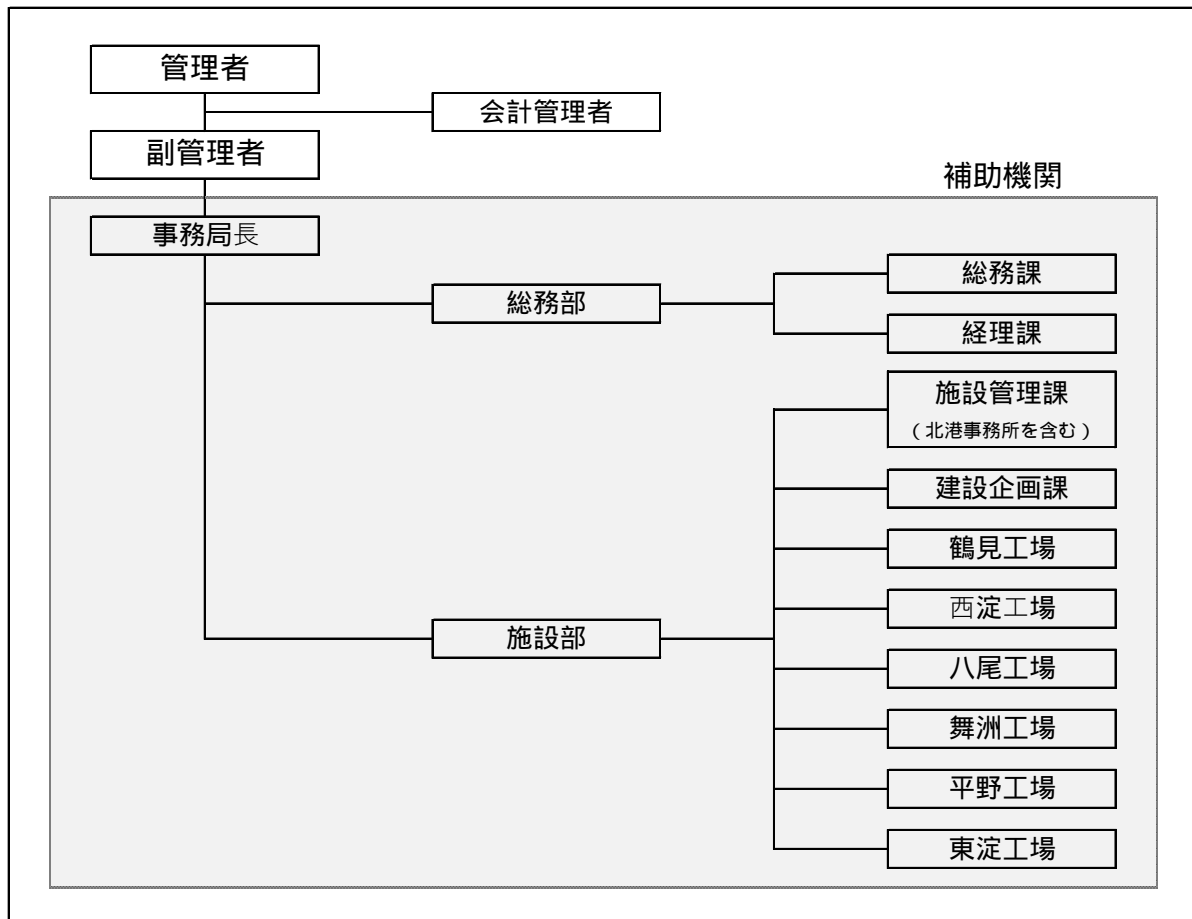 管理者
会計管理者
副管理者
補助機関
事務局長
総務部
総務課
経理課
施設管理課
（北港事務所を含む）
建設企画課
鶴見工場
西淀工場
施設部
八尾工場
舞洲工場
平野工場
東淀工場